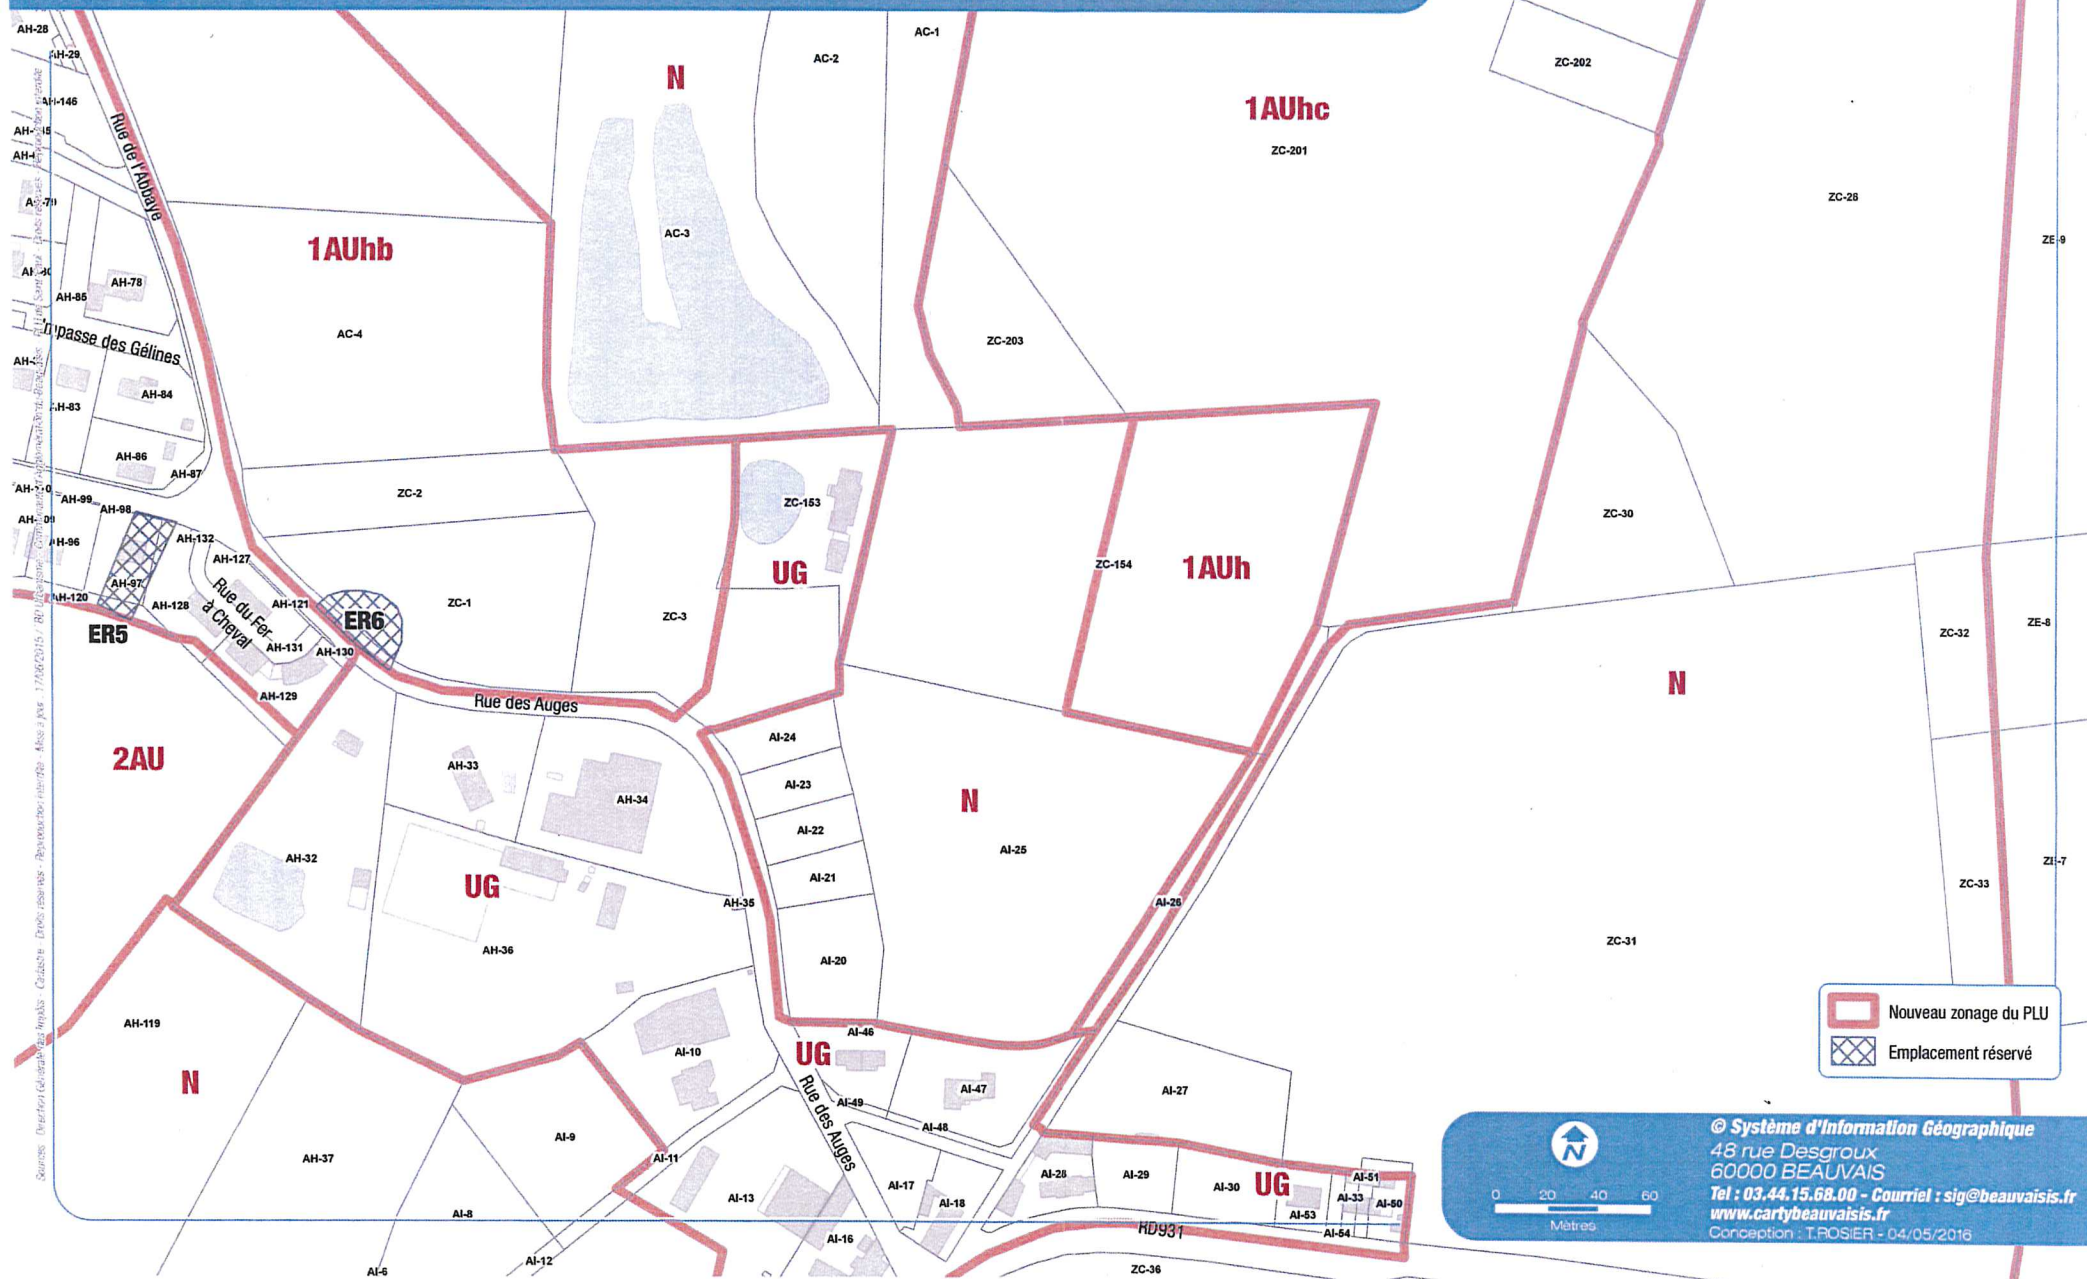 AH-28
AH-29
AH-146
Rue de l'Abbaye
AH-78
AH-85
Impasse des Gélines
AH-84
AH-83
AH-86
AH-87
AH-99
AH-98
AH-96
AH-97
AH-120
ER5
AH-132
AH-127
AH-128
Rue du Fer
à Cheval
AH-121
AH-131
AH-130
AH-129
ER6
1AUhb
AC-4
N
AC-3
AC-2
AC-1
1AUhc
ZC-201
ZC-202
ZC-28
ZE-9
ZC-203
ZC-2
ZC-1
ZC-3
ZC-153
UG
ZC-154
1AUh
ZC-30
ZC-32
ZE-8
N
ZC-33
ZC-31
Rue des Auges
2AU
AH-33
AH-34
AH-32
UG
AH-35
AH-36
AI-24
AI-23
AI-22
AI-21
AI-20
N
AI-25
AI-26
AH-119
N
AH-37
AI-10
AI-9
AI-11
AI-8
AI-6
AI-12
AI-13
AI-16
UG
AI-46
AI-47
AI-49
AI-48
Rue des Auges
AI-17
AI-18
AI-27
AI-28
AI-29
AI-30
UG
AI-51
AI-33
AI-50
AI-53
AI-54
RD931
ZC-36
Nouveau zonage du PLU
Emplacement réservé
N
0 20 40 60
Mètres
© Système d'Information Géographique
48 rue Desgroux
60000 BEAUVAIS
Tel : 03.44.15.68.00 - Courriel : sig@beauvaisis.fr
www.cartybeauvaisis.fr
Conception : T.ROSIER - 04/05/2016